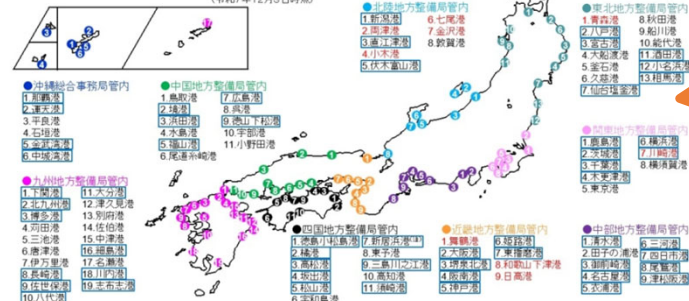 ●北陸地方整備局管内
1.新潟港
2.両津港
3.直江津港
4.小木港
5.伏木富山港
6.七尾港
7.金沢港
8.敦賀港
●東北地方整備局管内
1.青森港
2.八戸港
3.宮古港
4.大船渡港
5.釜石港
6.久慈港
7.仙台塩釜港
8.秋田港
9.船川港
10.能代港
11.酒田港
12.小名浜港
13.相馬港
●沖縄総合事務局管内
1.那覇港
2.運天港
3.平良港
4.石垣港
5.金武湾港
6.中城湾港
●中国地方整備局管内
1.鳥取港
2.境港
3.浜田港
4.水島港
5.福山港
6.尾道糸崎港
7.広島港
8.呉港
9.徳山下松港
10.宇部港
11.小野田港
●関東地方整備局管内
1.鹿島港
2.茨城港
3.千葉港
4.木更津港
5.東京港
6.横浜港
7.川崎港
8.横須賀港
●九州地方整備局管内
1.下関港
2.北九州港
3.博多港
4.苅田港
5.三池港
6.唐津港
7.伊万里港
8.長崎港
9.佐世保港
10.八代港
11.大分港
12.津久見港
13.別府港
14.佐伯港
15.中津港
16.細島港
17.名瀬港
18.川内港
19.志布志港
●四国地方整備局管内
1.徳島小松島港
2.橘港
3.高松港
4.坂出港
5.松山港
6.宇和島港
7.新居浜港
8.東予港
9.三島川之江港
10.高知港
11.須崎港
●近畿地方整備局管内
1.舞鶴港
2.大阪港
3.堺泉北港
4.阪南港
5.神戸港
6.姫路港
7.東播磨港
8.和歌山下津港
9.日高港
●中部地方整備局管内
1.清水港
2.田子の浦港
3.御前崎港
4.名古屋港
5.衣浦港
6.三河港
7.四日市港
8.尾鷲港
9.津松阪港